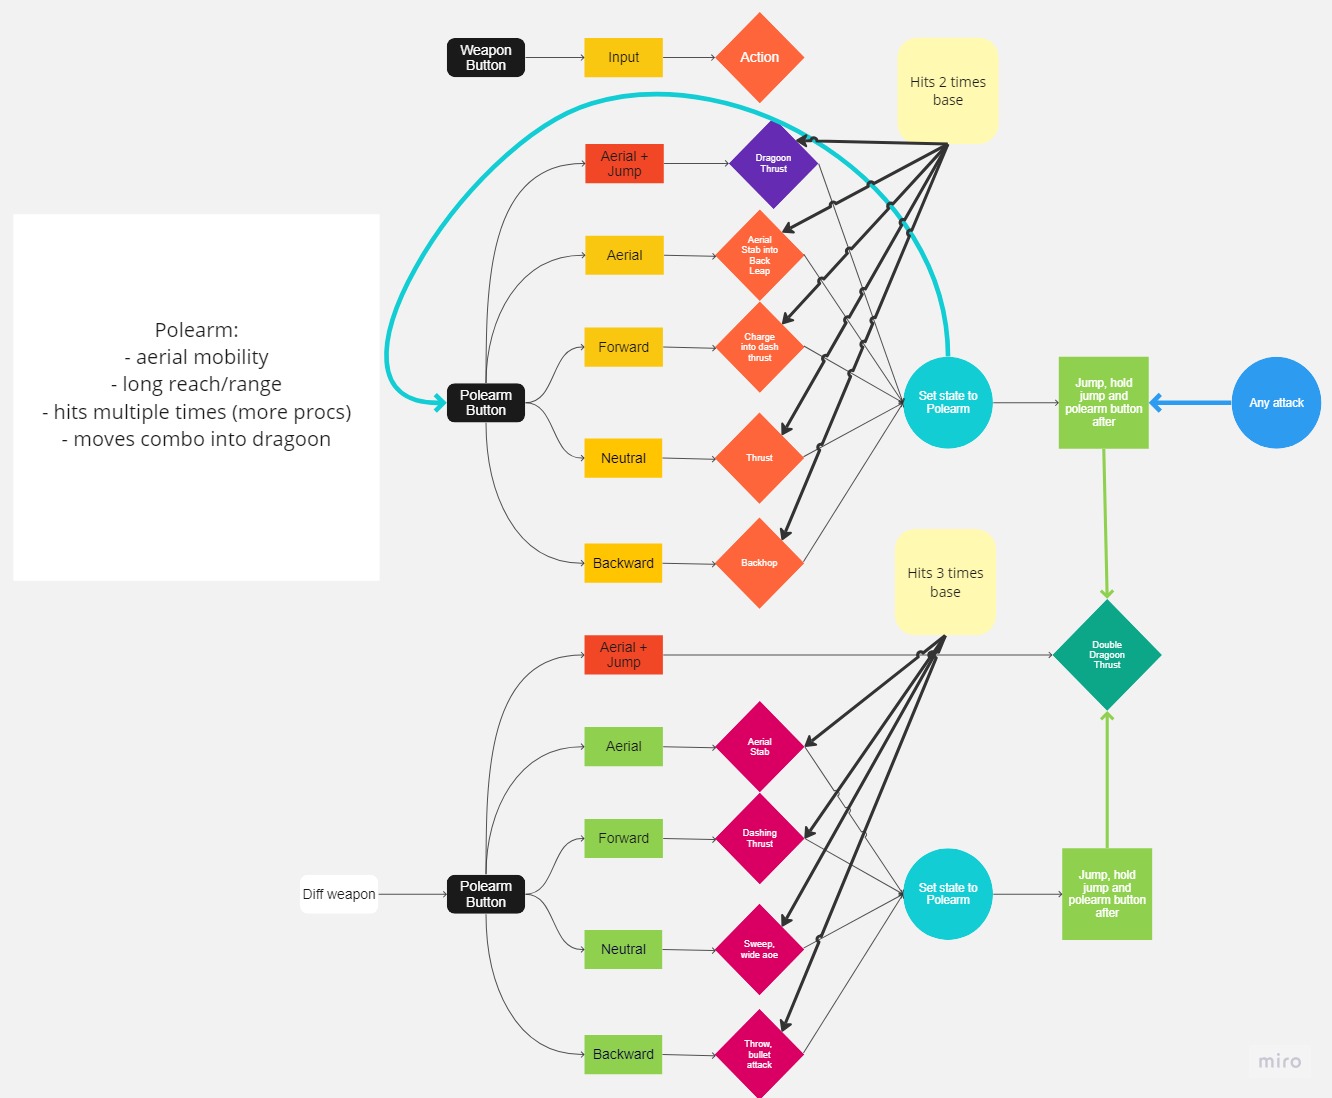 Weapon
Button
Input
Action
Hits 2 times
base
Aerial +
Jump
Dragoon
Thrust
Aerial
Aerial
Stab into
Back
Leap
Polearm:
- aerial mobility
- long reach/range
- hits multiple times (more procs)
- moves combo into dragoon
Forward
Charge
into dash
thrust
Polearm
Button
Set state to
Polearm
Jump, hold
jump and
polearm button
after
Any attack
Neutral
Thrust
Backward
Backhop
Hits 3 times
base
Aerial +
Jump
Double
Dragoon
Thrust
Aerial
Aerial
Stab
Forward
Dashing
Thrust
Diff weapon
Polearm
Button
Set state to
Polearm
Jump, hold
jump and
polearm button
after
Neutral
Sweep,
wide aoe
Backward
Throw,
bullet
attack
miro